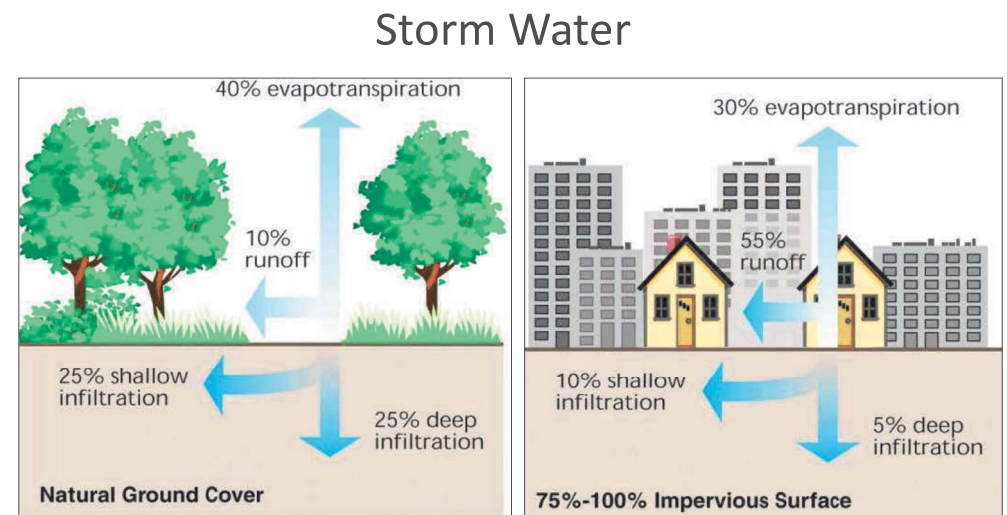 Storm Water
40% evapotranspiration
10%
runoff
25% shallow
infiltration
25% deep
infiltration
Natural Ground Cover
30% evapotranspiration
55%
runoff
10% shallow
infiltration
5% deep
infiltration
75%-100% Impervious Surface